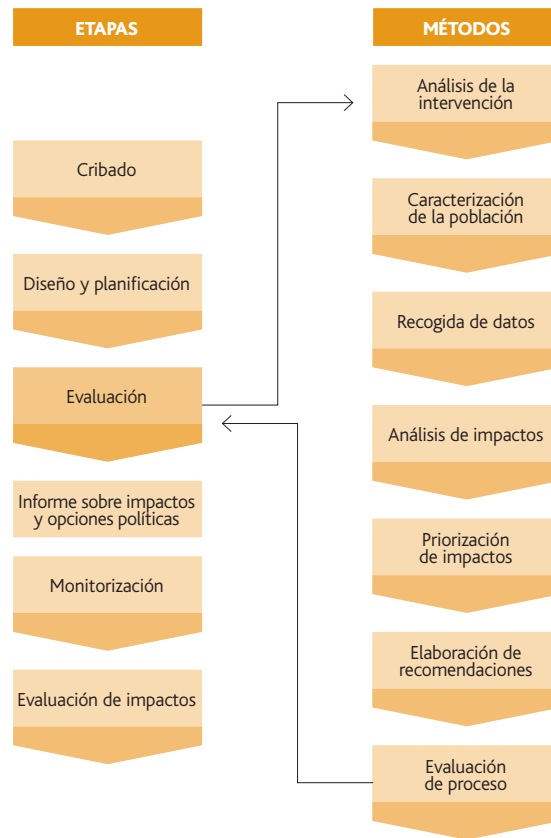 ETAPAS
Cribado
Diseño y planificación
Evaluación
Informe sobre impactos
y opciones políticas
Monitorización
Evaluación de impactos
MÉTODOS
Análisis de la
intervención
Caracterización
de la población
Recogida de datos
Análisis de impactos
Priorización
de impactos
Elaboración de
recomendaciones
Evaluación
de proceso